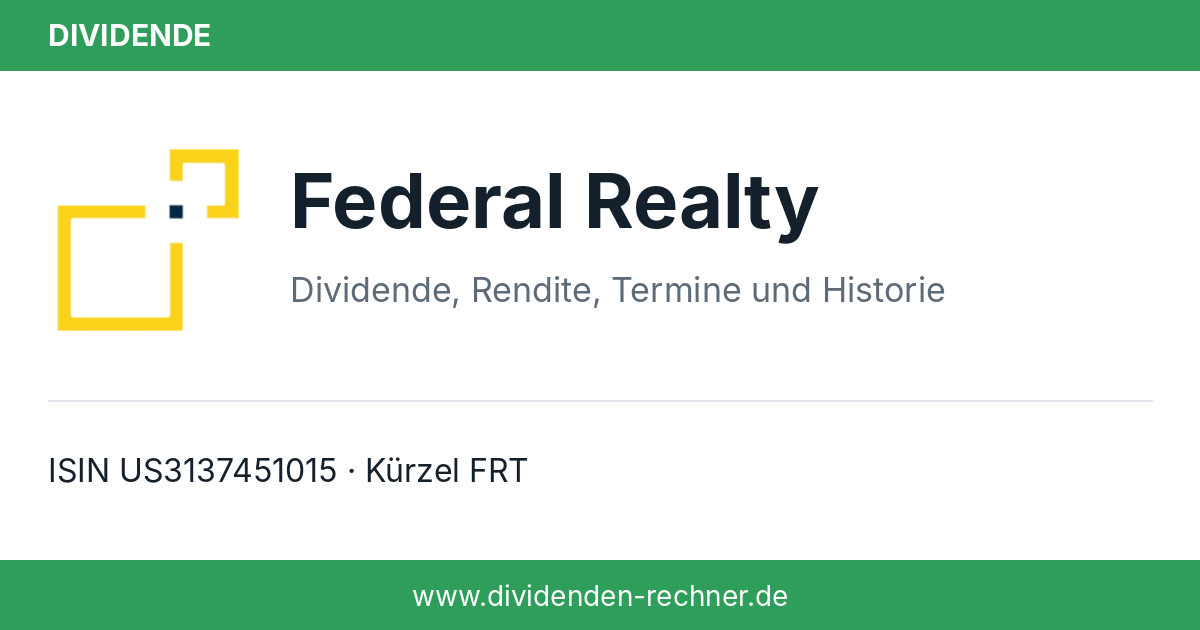 DIVIDENDE
Federal Realty
Dividende, Rendite, Termine und Historie
ISIN US3137451015 · Kürzel FRT
www.dividenden-rechner.de